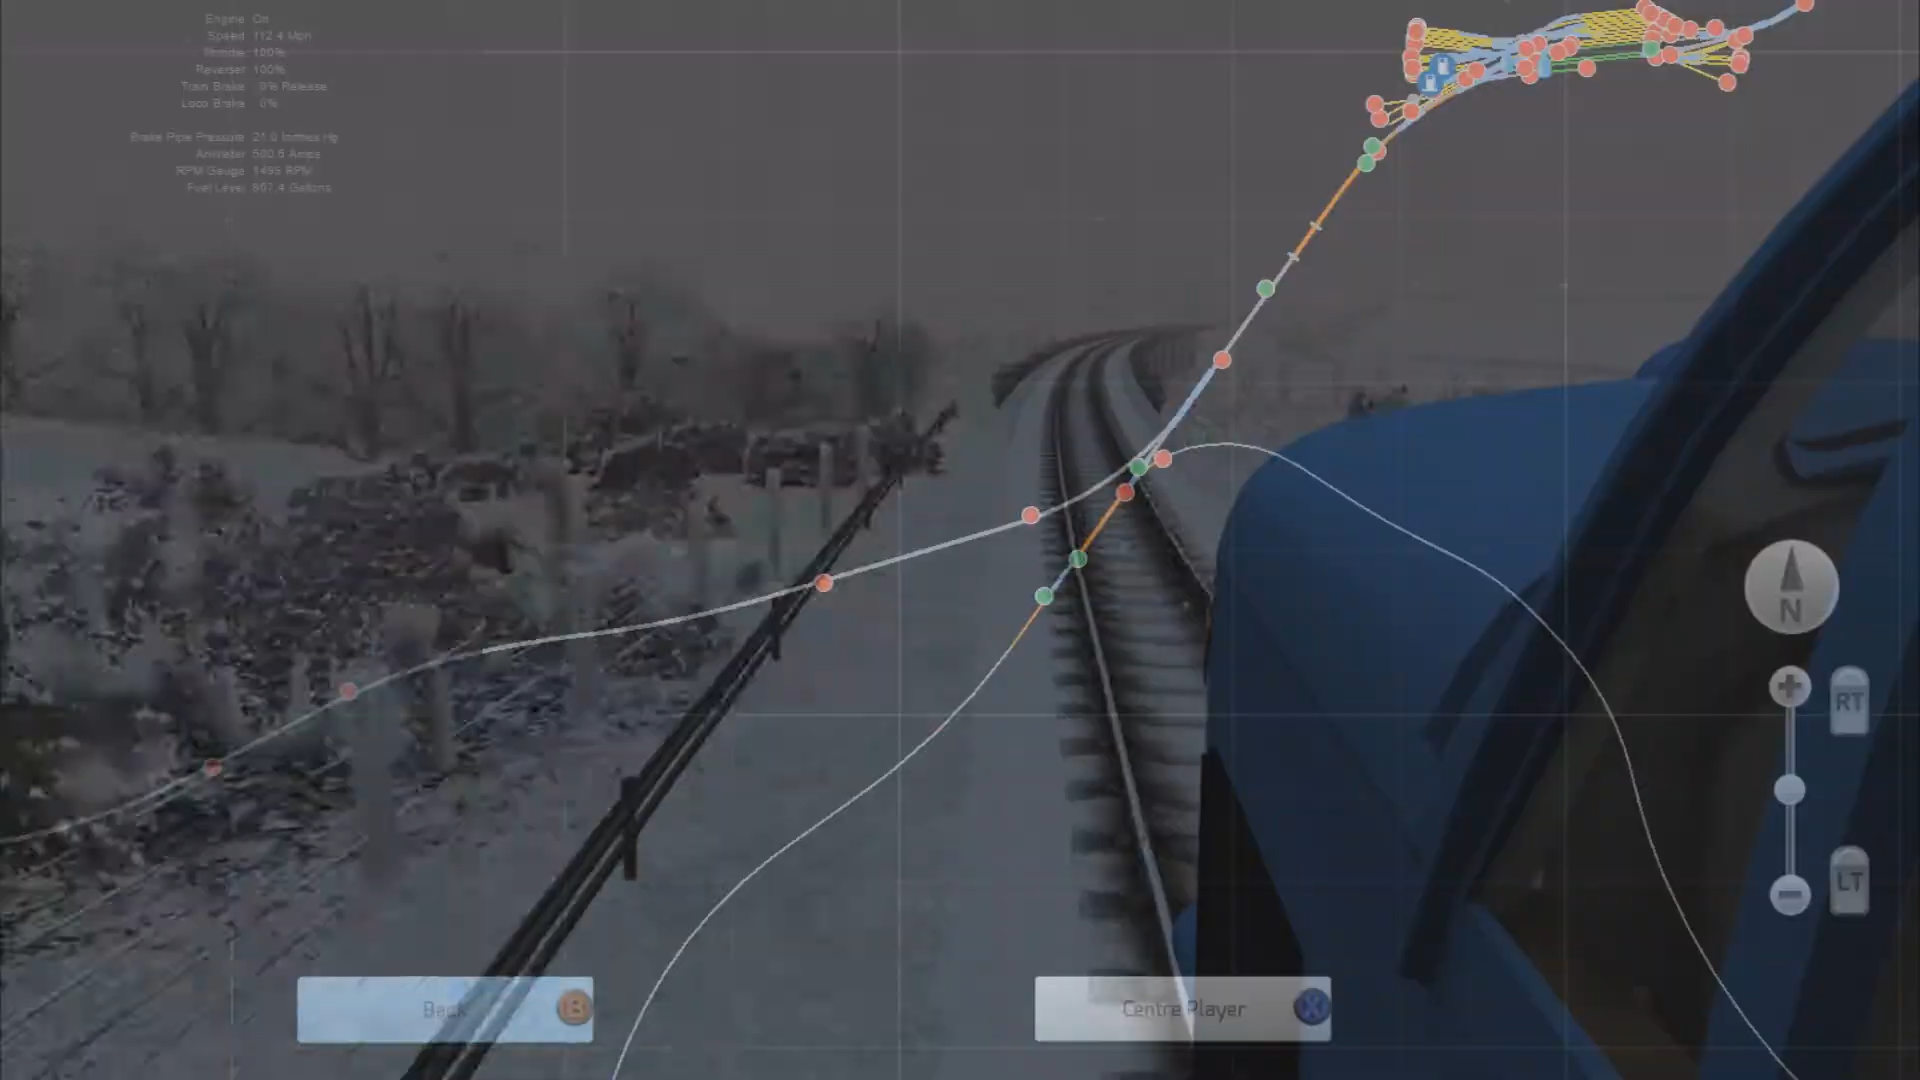 Engine On
Speed 112.4 Mph
Throttle 100%
Reverser 100%
Train Brake 0% Release
Loco Brake 0%
Brake Pipe Pressure 21.0 Inches Hg
Ammeter 500.5 Amps
RPM Gauge 1495 RPM
Fuel Level 807.4 Gallons
N
RT
LT
Back B
Centre Player X